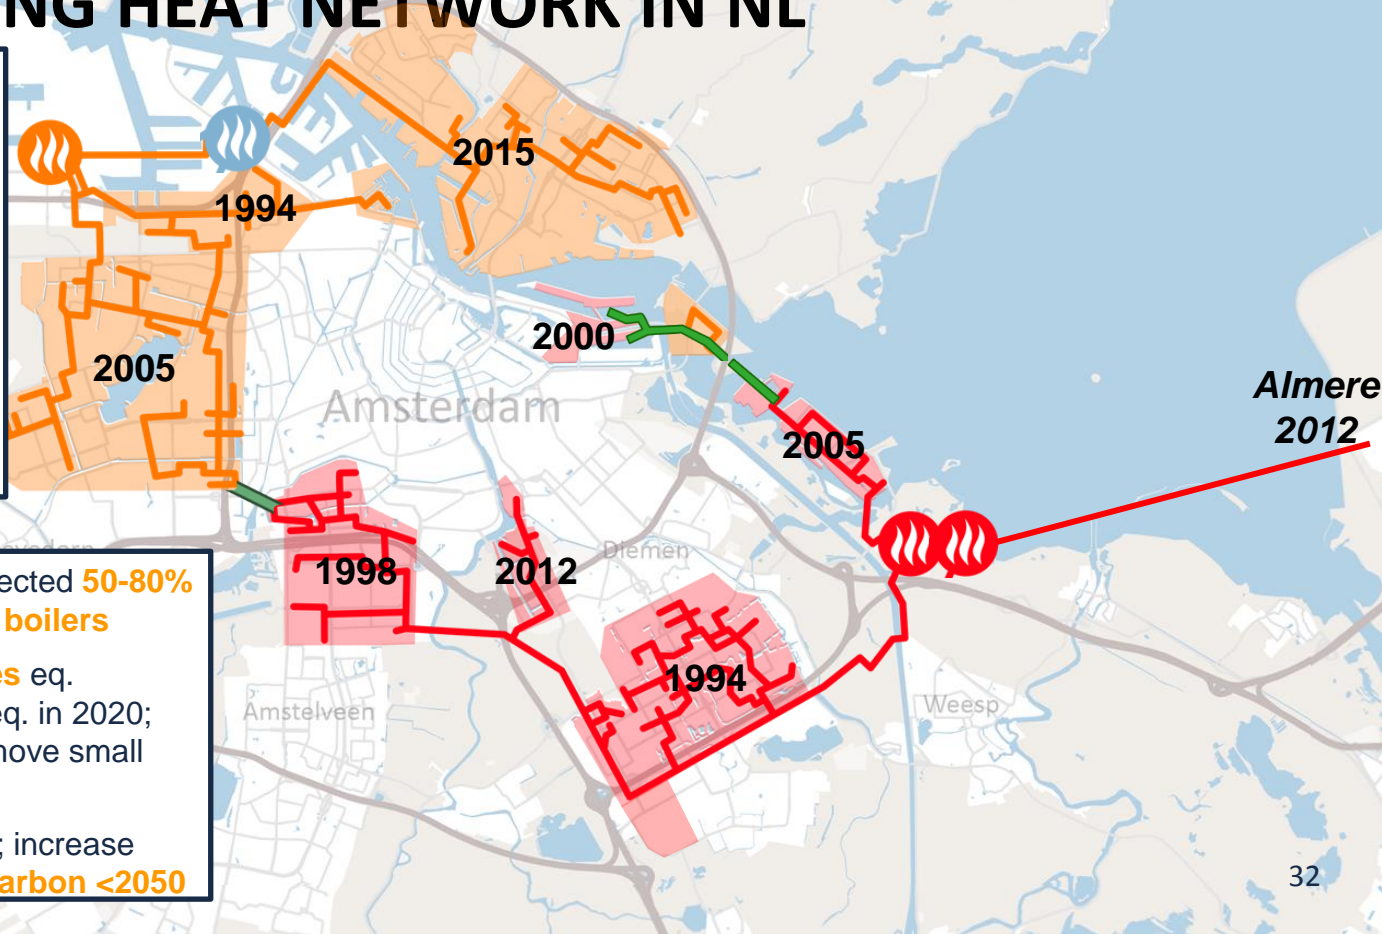 NG HEAT NETWORK IN NL
2015
1994
2000
2005
Amsterdam
Almere
2012
2005
Diemen
1998
2012
1994
Amstelveen
Weesp
ected 50-80%
boilers
es eq.
eq. in 2020;
nove small
; increase
arbon <2050
32